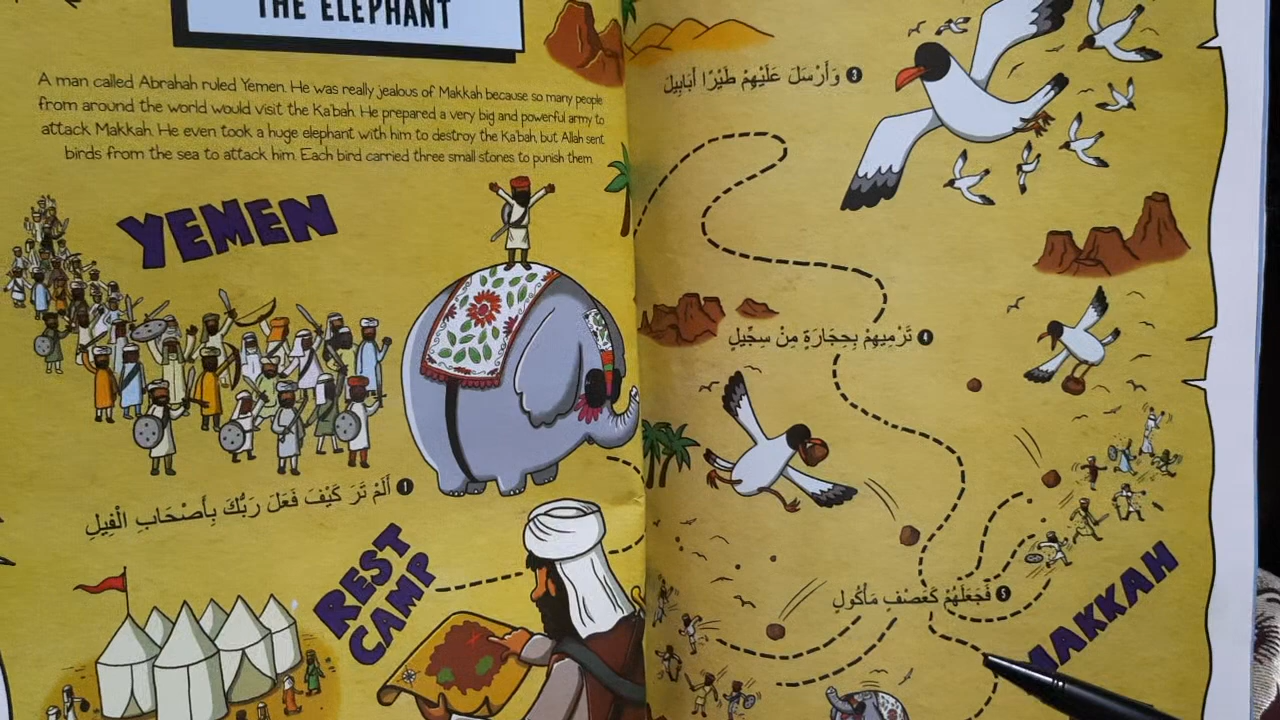 THE ELEPHANT
A man called Abrahah ruled Yemen. He was really jealous of Makkah because so many people
from around the world would visit the Ka'bah. He prepared a very big and powerful army to
attack Makkah. He even took a huge elephant with him to destroy the Ka'bah, but Allah sent
birds from the sea to attack him. Each bird carried three small stones to punish them.
YEMEN
1 أَلَمْ تَرَ كَيْفَ فَعَلَ رَبُّكَ بِأَصْحَابِ الْفِيلِ
REST
CAMP
3 وَأَرْسَلَ عَلَيْهِمْ طَيْرًا أَبَابِيلَ
4 تَرْمِيهِمْ بِحِجَارَةٍ مِنْ سِجِّيلٍ
5 فَجَعَلَهُمْ كَعَصْفٍ مَأْكُولٍ
MAKKAH